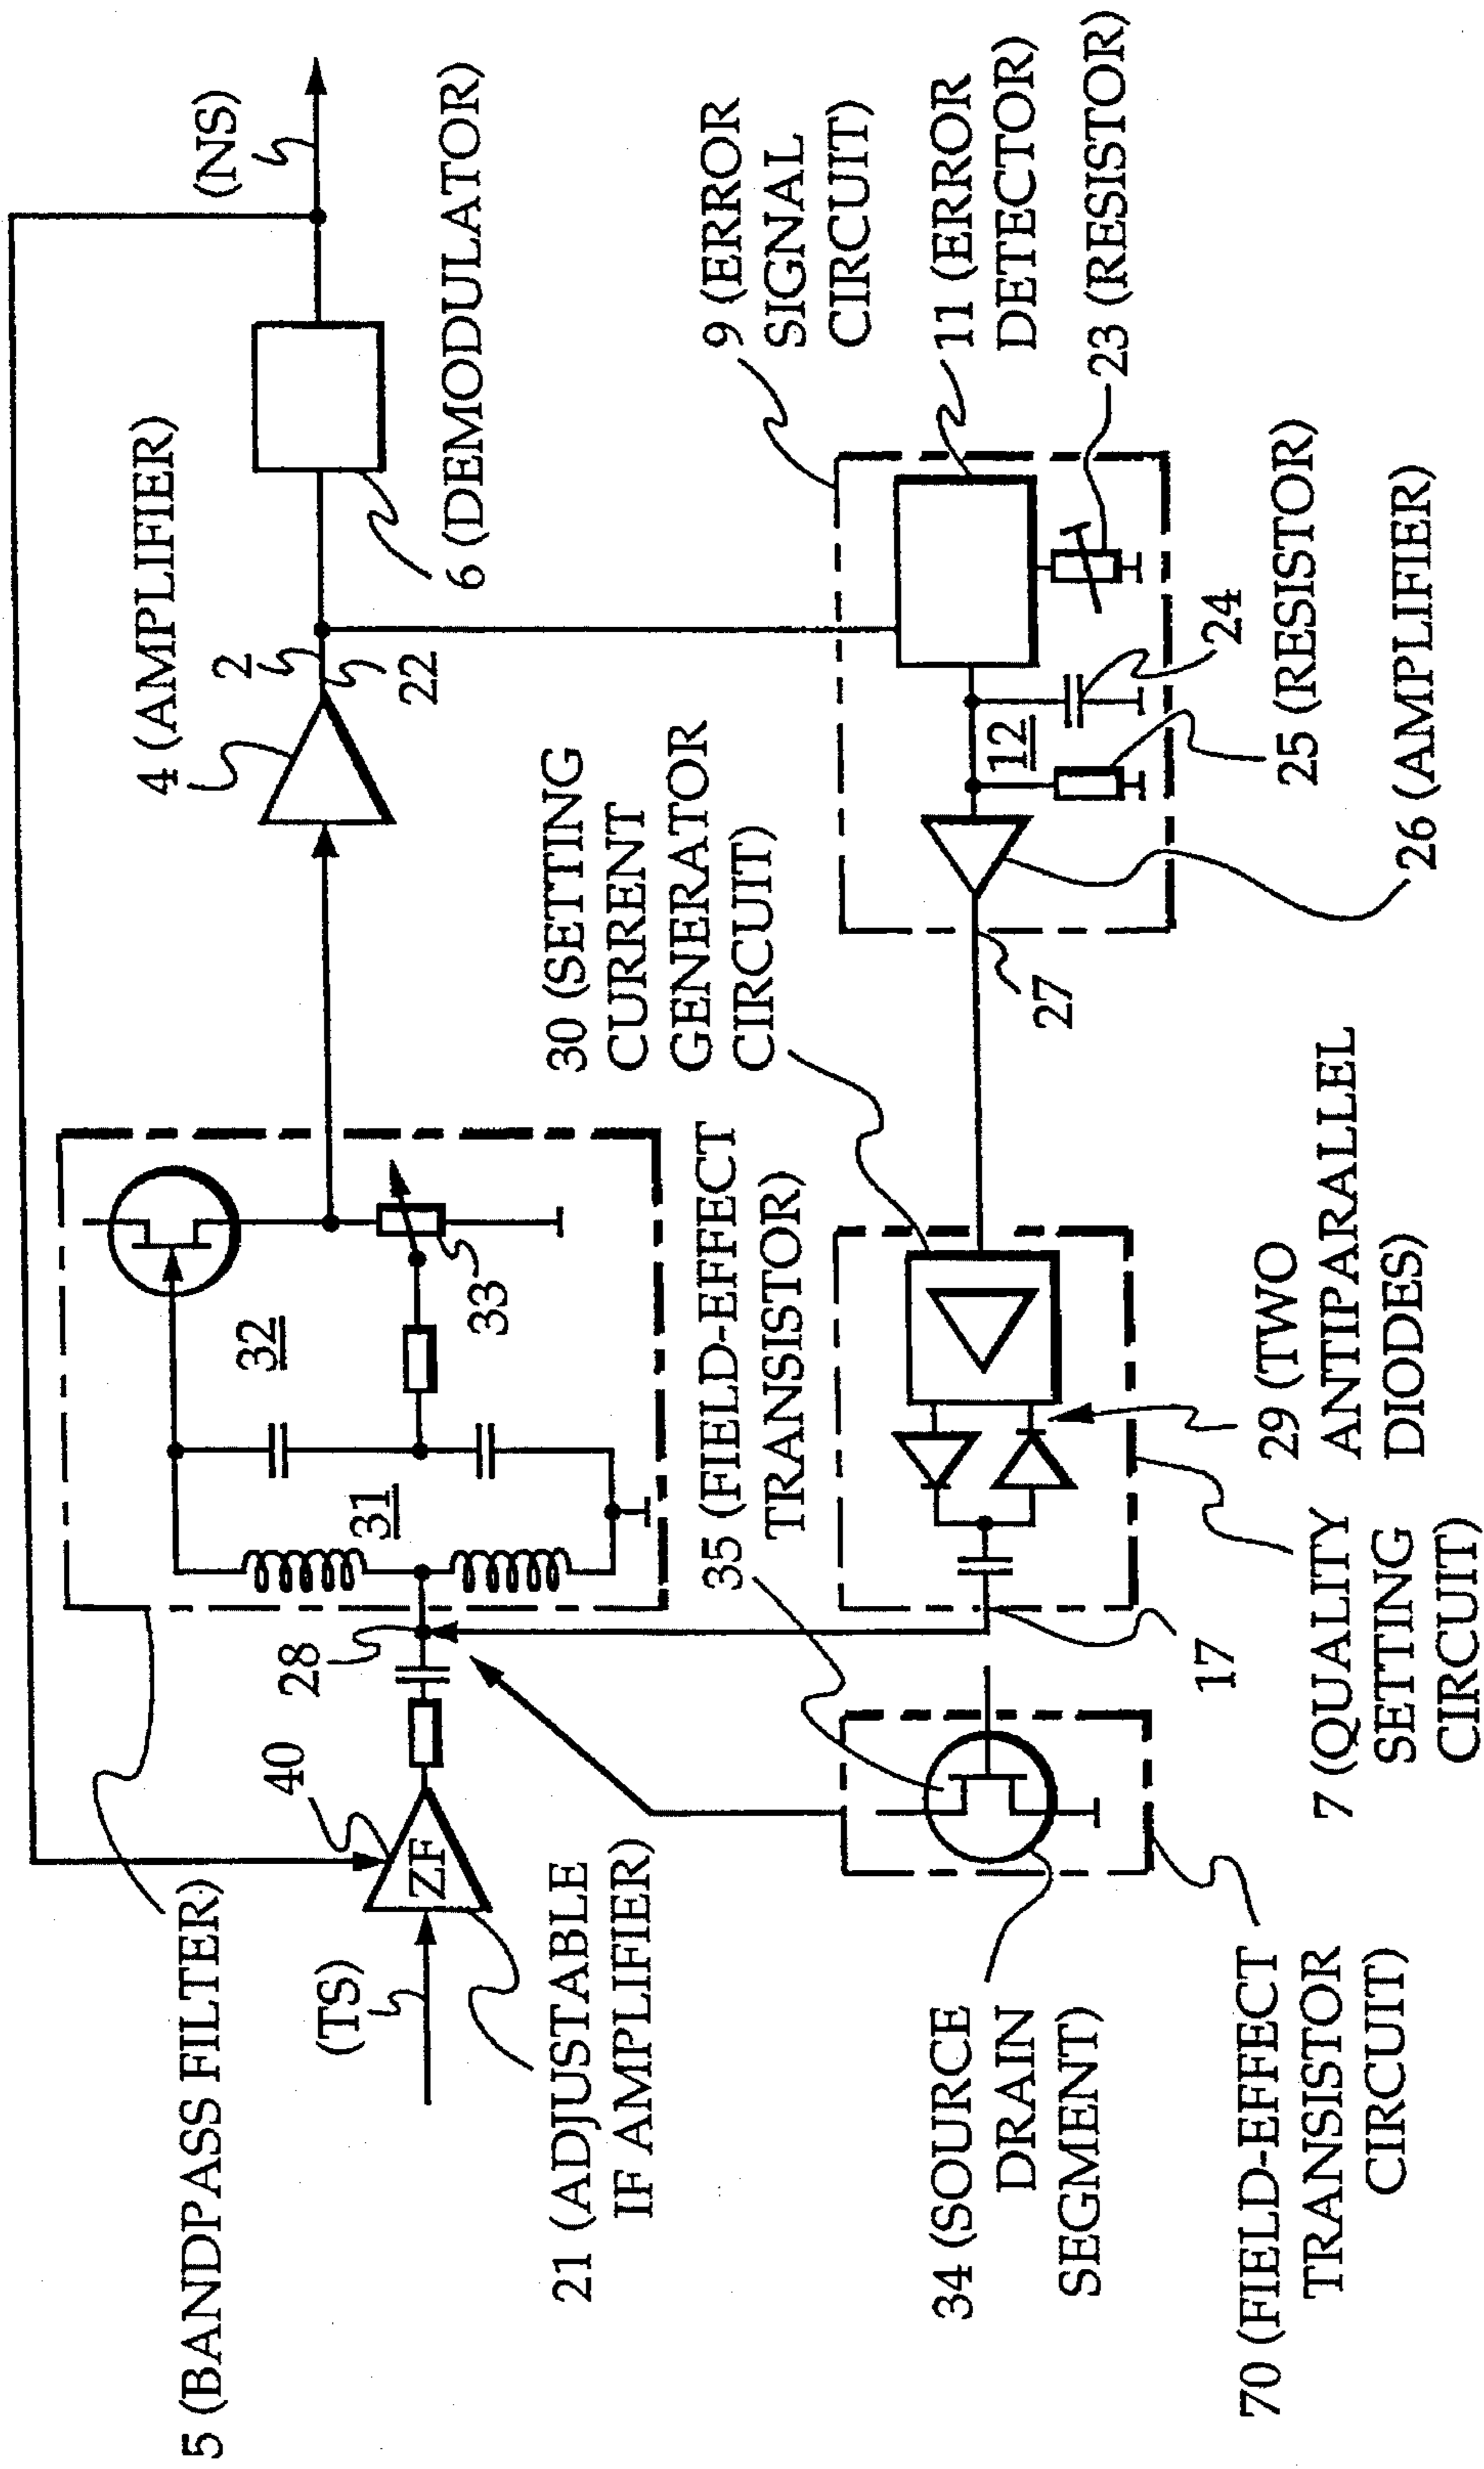 5 (BANDPASS FILTER)
(TS)
40
ZF
21 (ADJUSTABLE
IF AMPLIFIER)
28
31
32
33
4 (AMPLIFIER)
2
22
(NS)
6 (DEMODULATOR)
30 (SETTING
CURRENT
GENERATOR
CIRCUIT)
35 (FIELD-EFFECT
TRANSISTOR)
9 (ERROR
SIGNAL
CIRCUIT)
11 (ERROR
DETECTOR)
23 (RESISTOR)
12
24
25 (RESISTOR)
26 (AMPLIFIER)
27
29 (TWO
ANTIPARALLEL
DIODES)
17
7 (QUALITY
SETTING
CIRCUIT)
34 (SOURCE
DRAIN
SEGMENT)
70 (FIELD-EFFECT
TRANSISTOR
CIRCUIT)